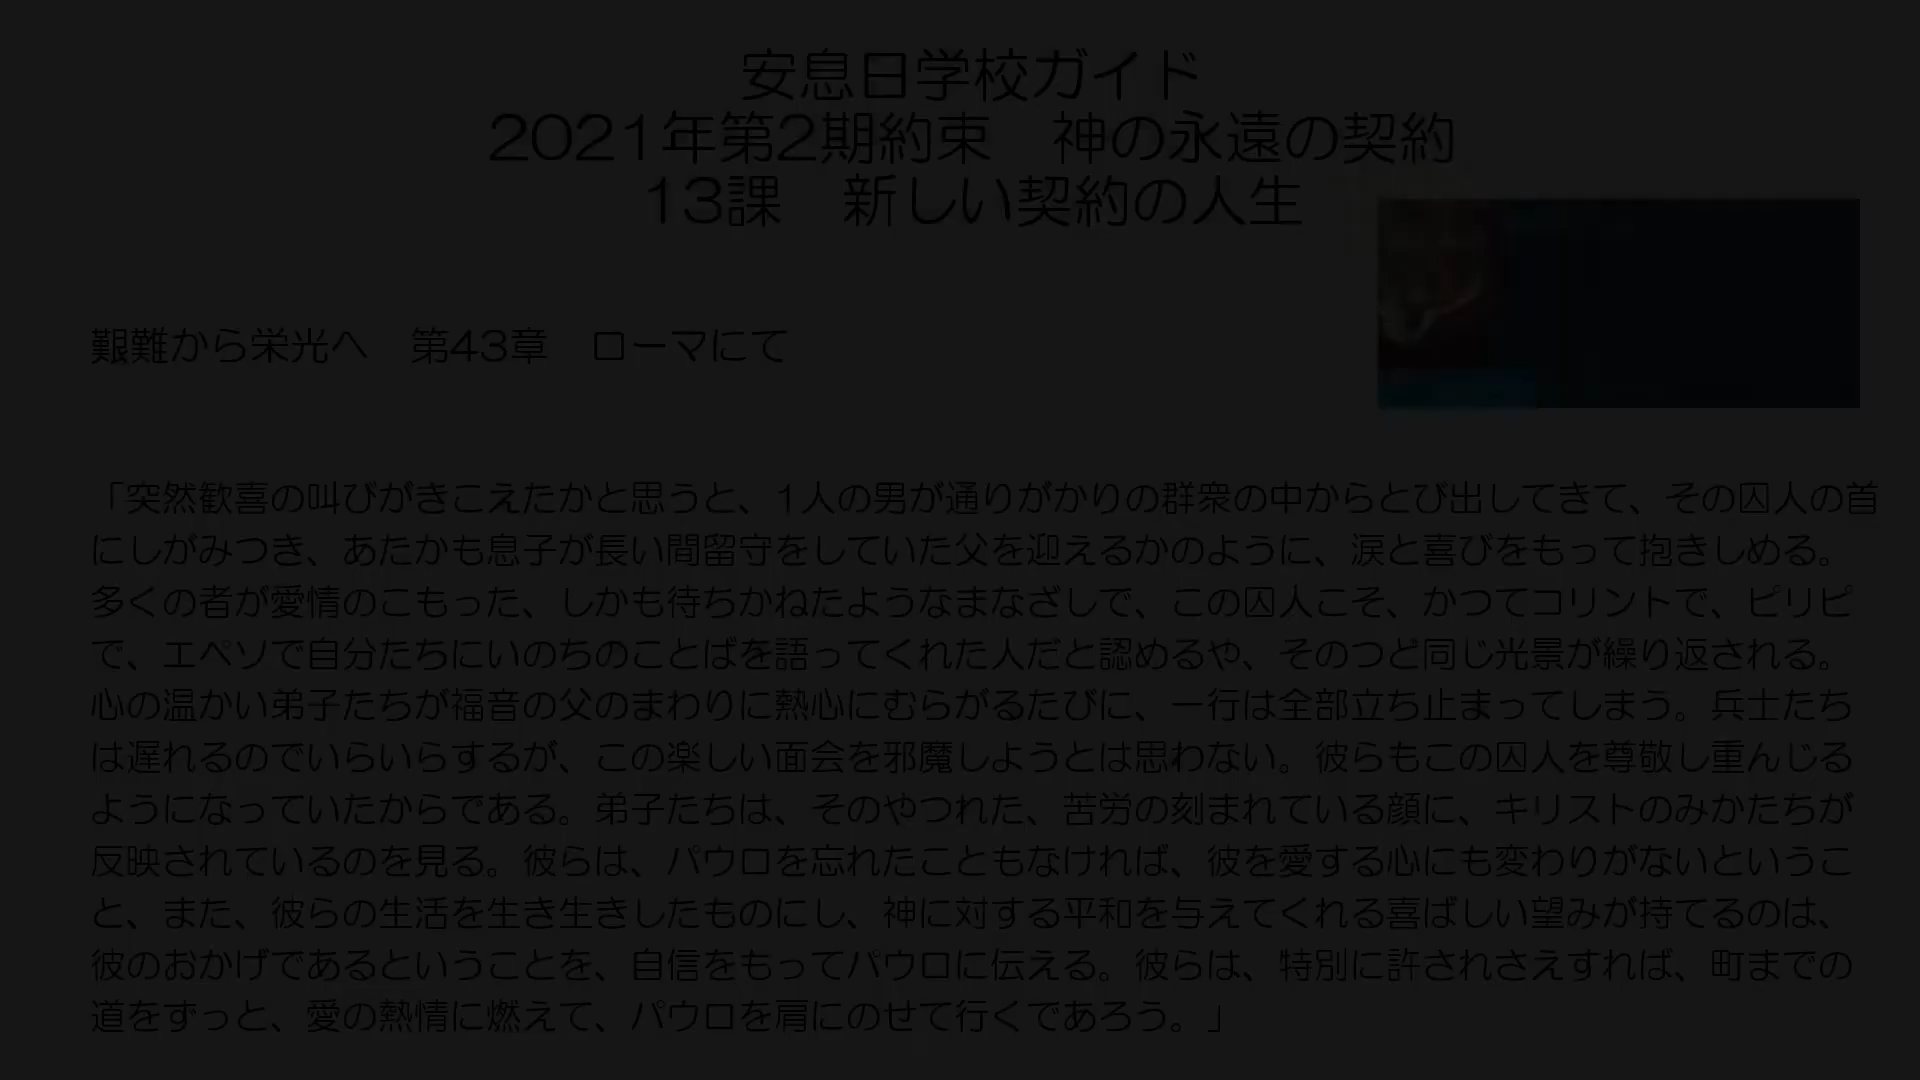 安息日学校ガイド
2021年第2期約束　神の永遠の契約
13課　新しい契約の人生
艱難から栄光へ　第43章　ローマにて
「突然歓喜の叫びがきこえたかと思うと、1人の男が通りがかりの群衆の中からとび出してきて、その囚人の首
にしがみつき、あたかも息子が長い間留守をしていた父を迎えるかのように、涙と喜びをもって抱きしめる。
多くの者が愛情のこもった、しかも待ちかねたようなまなざしで、この囚人こそ、かつてコリントで、ピリピ
で、エペソで自分たちにいのちのことばを語ってくれた人だと認めるや、そのつど同じ光景が繰り返される。
心の温かい弟子たちが福音の父のまわりに熱心にむらがるたびに、一行は全部立ち止まってしまう。兵士たち
は遅れるのでいらいらするが、この楽しい面会を邪魔しようとは思わない。彼らもこの囚人を尊敬し重んじる
ようになっていたからである。弟子たちは、そのやつれた、苦労の刻まれている顔に、キリストのみかたちが
反映されているのを見る。彼らは、パウロを忘れたこともなければ、彼を愛する心にも変わりがないというこ
と、また、彼らの生活を生き生きしたものにし、神に対する平和を与えてくれる喜ばしい望みが持てるのは、
彼のおかげであるということを、自信をもってパウロに伝える。彼らは、特別に許されさえすれば、町までの
道をずっと、愛の熱情に燃えて、パウロを肩にのせて行くであろう。」